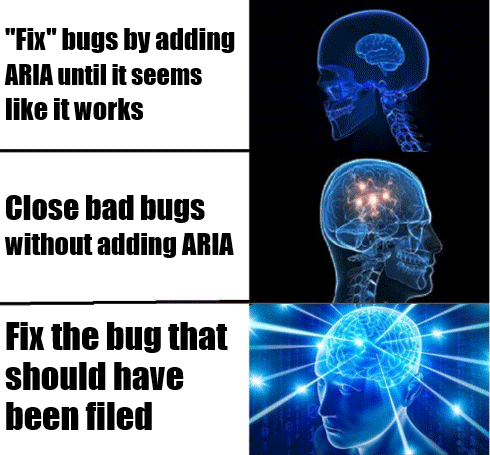 "Fix" bugs by adding
ARIA until it seems
like it works
Close bad bugs
without adding ARIA
Fix the bug that
should have
been filed